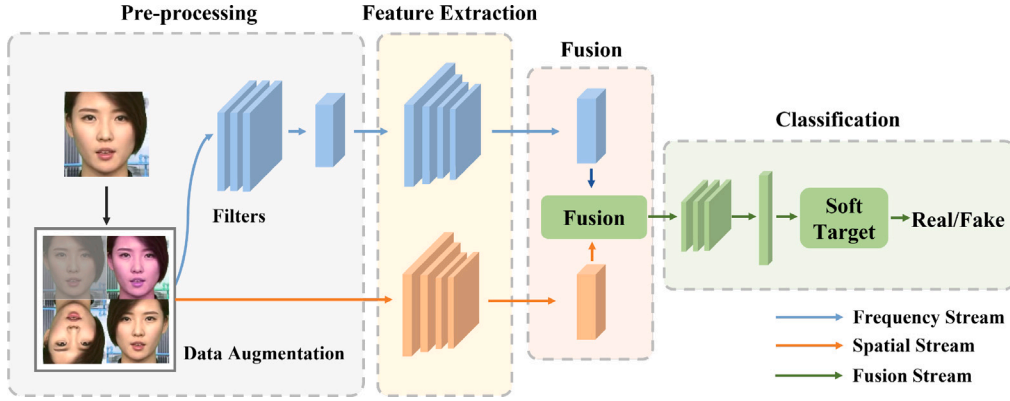 Pre-processing
Feature Extraction
Fusion
Classification
Filters
Data Augmentation
Fusion
Soft
Target
Real/Fake
Frequency Stream
Spatial Stream
Fusion Stream